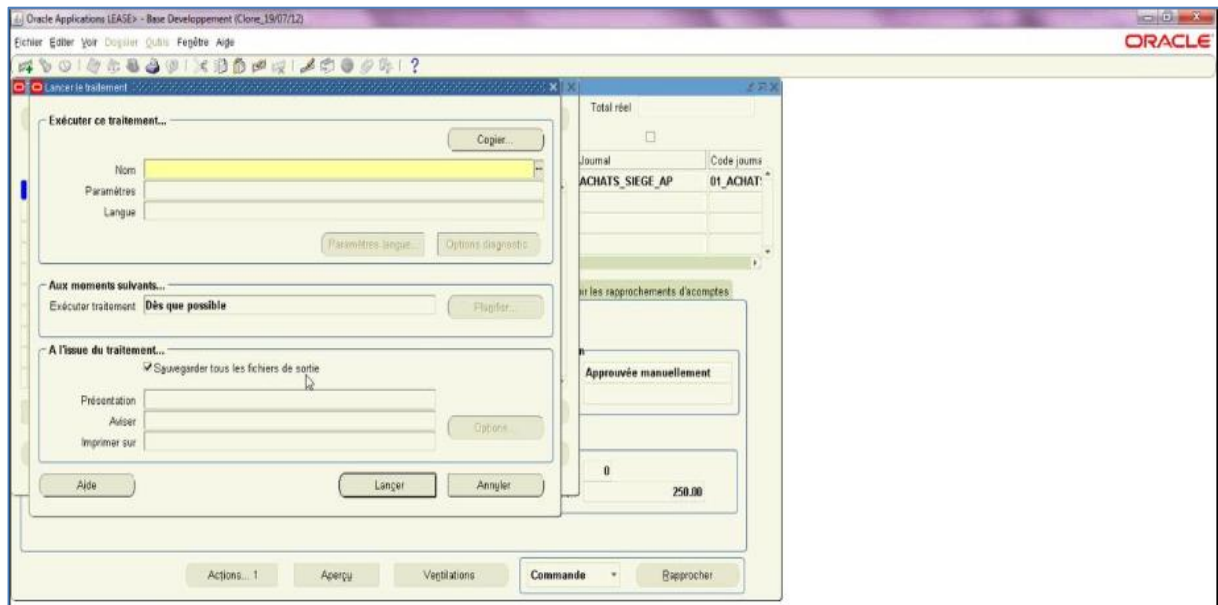 Oracle Applications LEASE> - Base Developpement (Clone_19/07/12)
Fichier Editer Voir Dossier Outils Fenêtre Aide
ORACLE
Lancer le traitement
Total réel
Exécuter ce traitement...
Copier...
Journal Code journa
Nom
ACHATS_SIEGE_AP 01_ACHAT
Paramètres
Langue
Paramètres langue... Options diagnostic
Aux moments suivants...
ir les rapprochements d'acomptes
Exécuter traitement Dès que possible Planifier...
A l'issue du traitement...
n
Sauvegarder tous les fichiers de sortie
Approuvée manuellement
Présentation
Aviser
Options...
Imprimer sur
0
Aide Lancer Annuler
250.00
Actions... 1 Aperçu Ventilations Commande Rapprocher